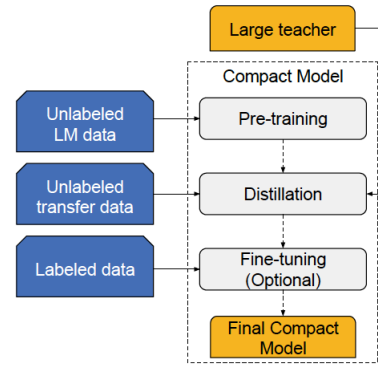 Large teacher
Compact Model
Unlabeled
LM data
Pre-training
Unlabeled
transfer data
Distillation
Labeled data
Fine-tuning
(Optional)
Final Compact
Model